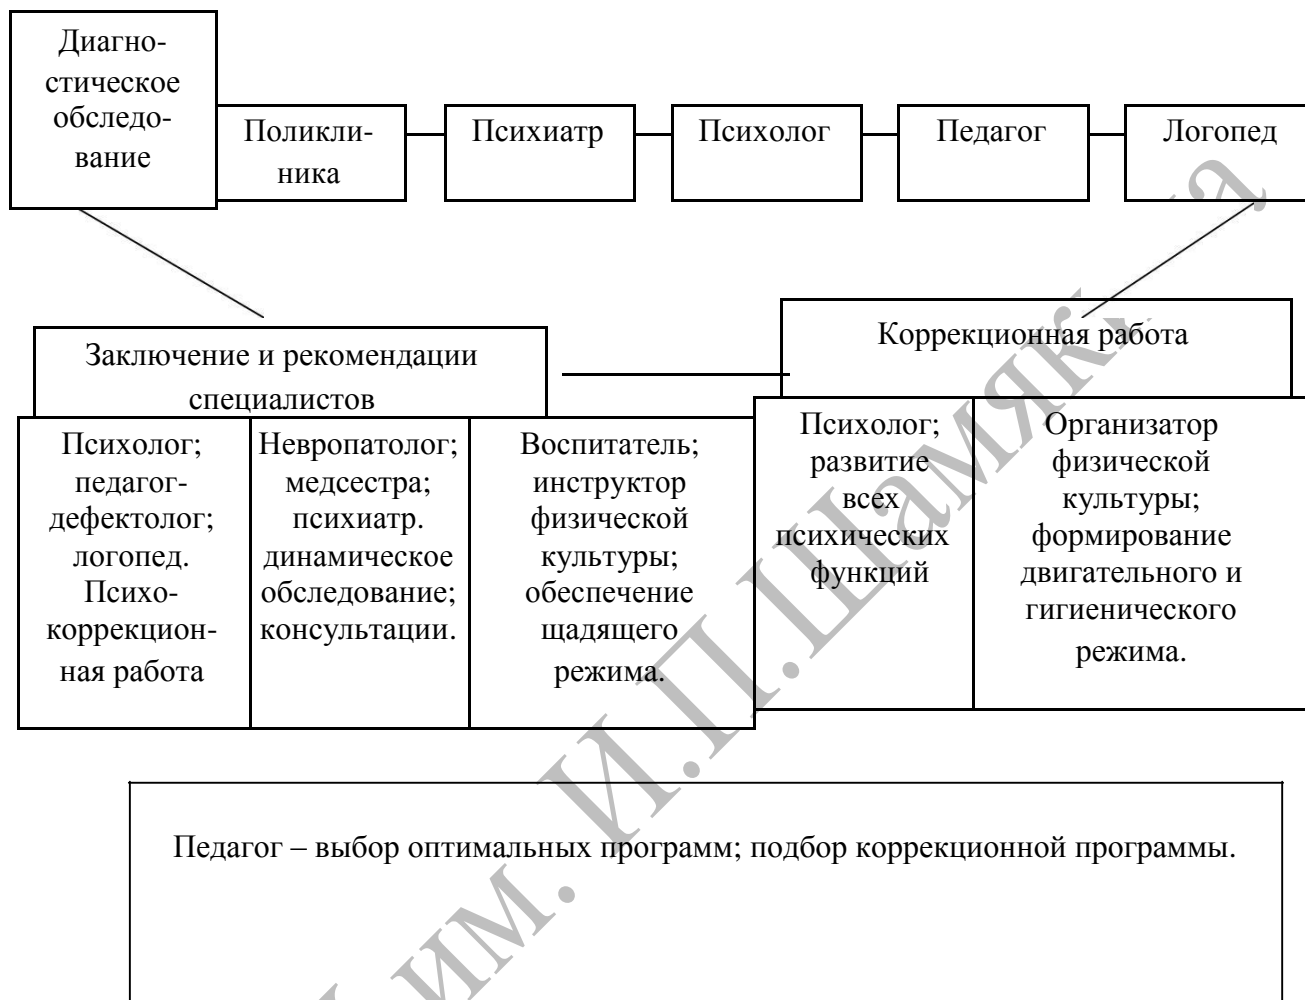 Диагно-
стическое
обследо-
вание
Поликли-
ника
Психиатр
Психолог
Педагог
Логопед
Заключение и рекомендации
специалистов
Коррекционная работа
Психолог;
педагог-
дефектолог;
логопед.
Психо-
коррекцион-
ная работа
Невропатолог;
медсестра;
психиатр.
динамическое
обследование;
консультации.
Воспитатель;
инструктор
физической
культуры;
обеспечение
щадящего
режима.
Психолог;
развитие
всех
психических
функций
Организатор
физической
культуры;
формирование
двигательного и
гигиенического
режима.
Педагог – выбор оптимальных программ; подбор коррекционной программы.
им. И.П.Шамякина